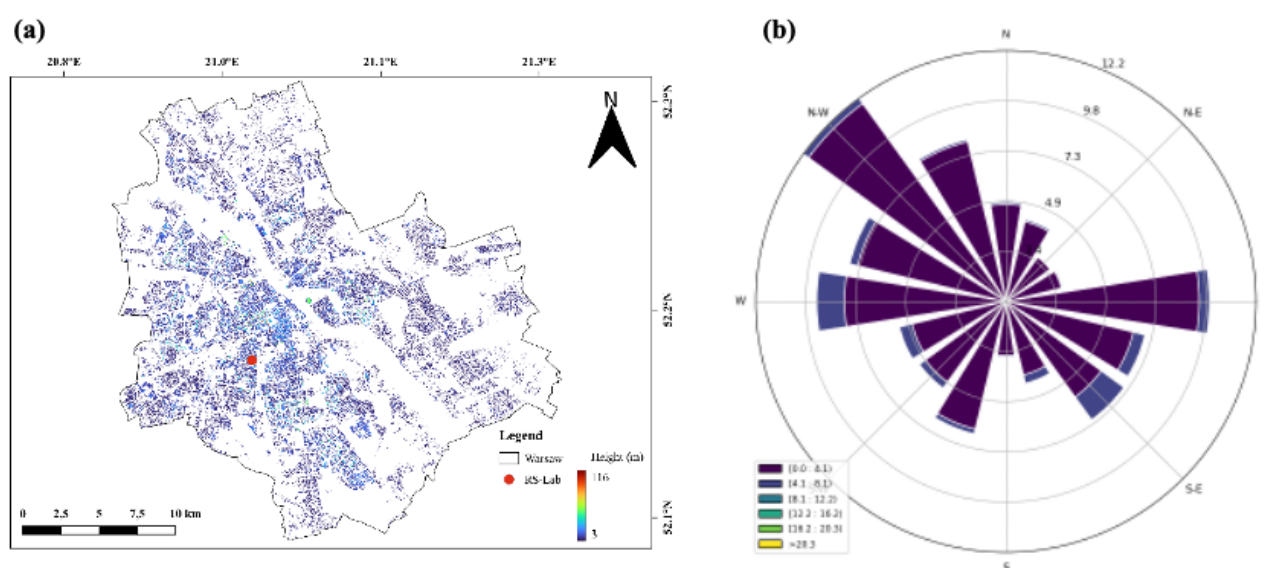 (a)
20.8°E 21.0°E 21.1°E 21.3°E
N
52.3°N
52.2°N
52.1°N
Legend
Warsaw
RS-Lab
Height (m)
116
3
0 2.5 5 7.5 10 km
(b)
N
12.2
N-W
9.8
N-E
7.3
4.9
W
S-E
S
[0.0 : 4.1)
[4.1 : 8.1)
[8.1 : 12.2)
[12.2 : 16.2)
[16.2 : 20.3)
>20.3